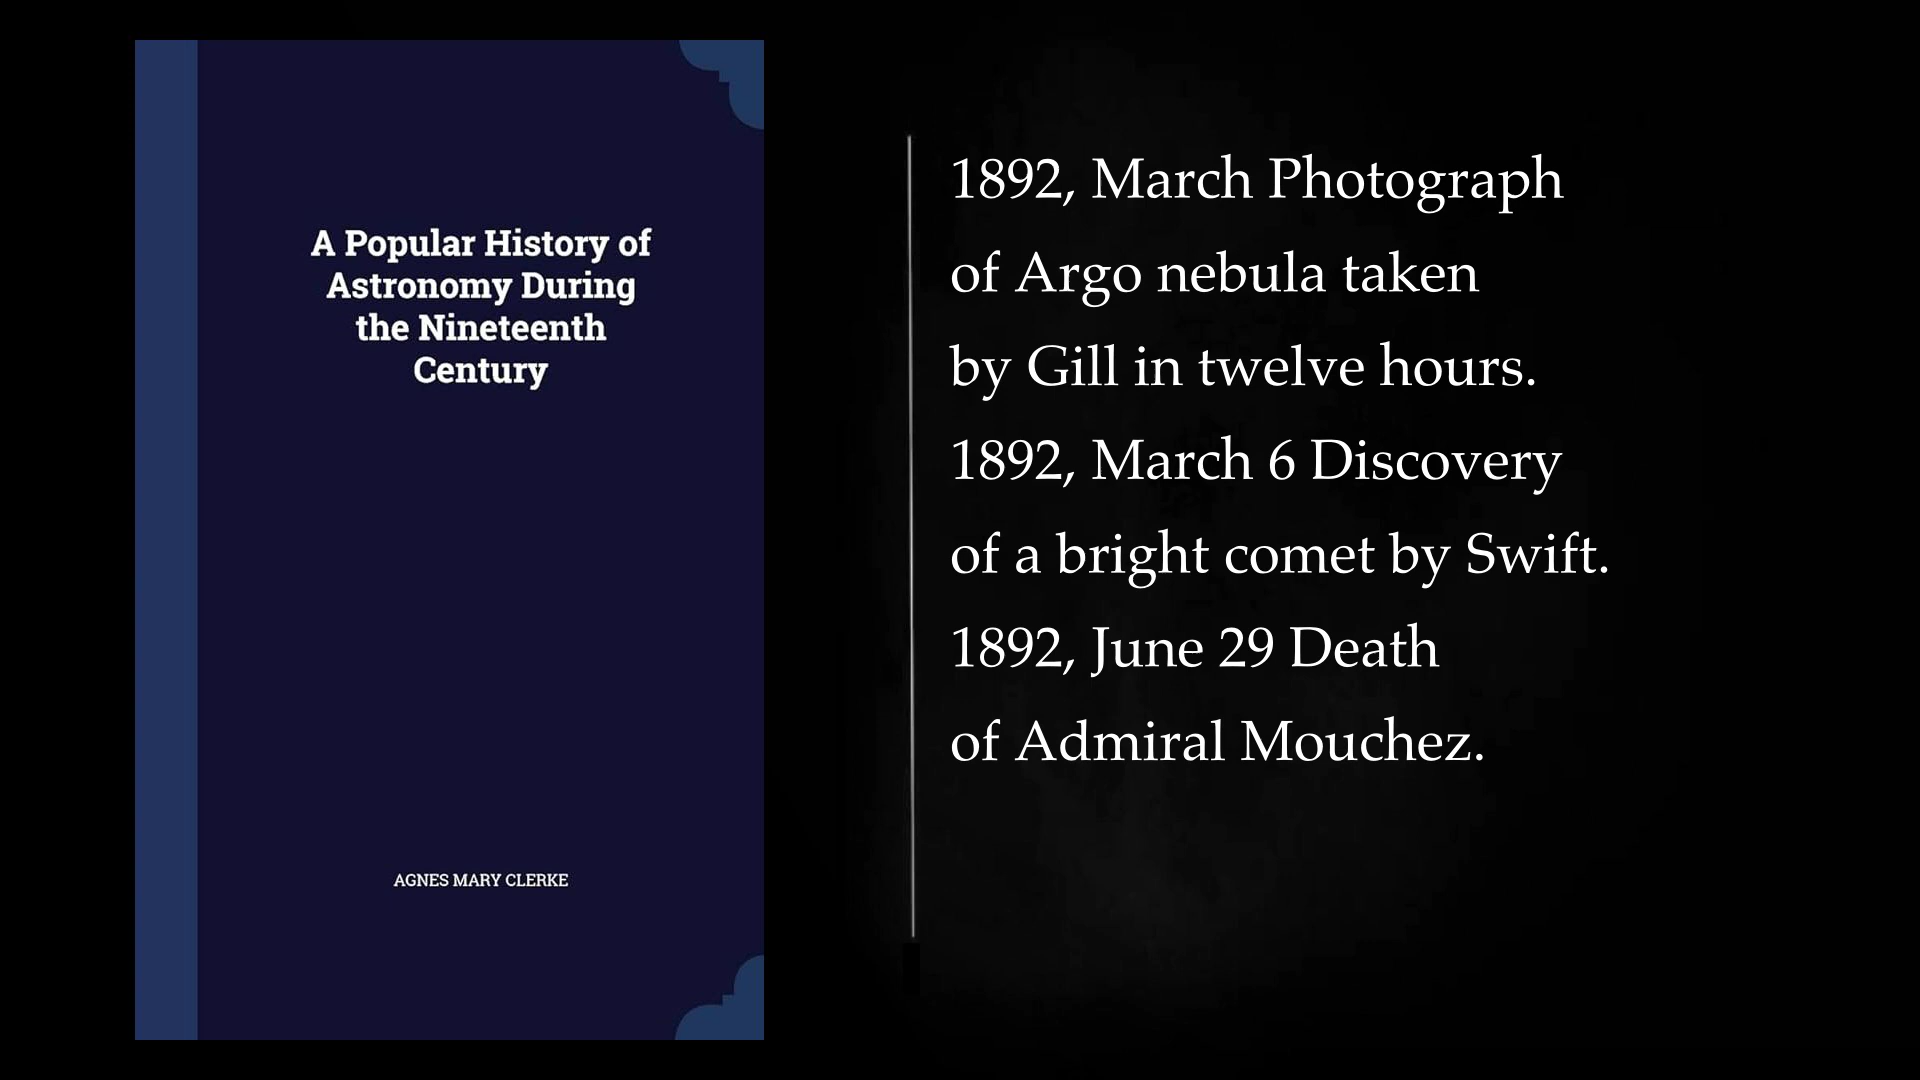 A Popular History of
Astronomy During
the Nineteenth
Century
AGNES MARY CLERKE
1892, March Photograph
of Argo nebula taken
by Gill in twelve hours.
1892, March 6 Discovery
of a bright comet by Swift.
1892, June 29 Death
of Admiral Mouchez.